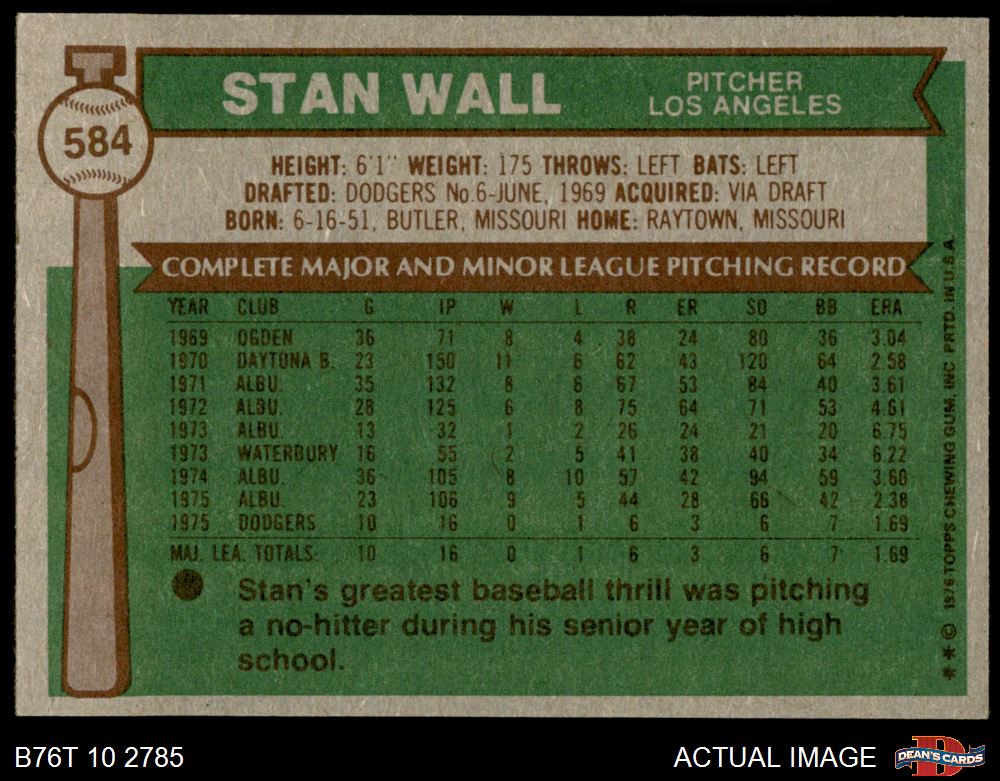 STAN WALL
PITCHER
LOS ANGELES
584
HEIGHT: 6'1" WEIGHT: 175 THROWS: LEFT BATS: LEFT
DRAFTED: DODGERS No.6-JUNE, 1969 ACQUIRED: VIA DRAFT
BORN: 6-16-51, BUTLER, MISSOURI HOME: RAYTOWN, MISSOURI
COMPLETE MAJOR AND MINOR LEAGUE PITCHING RECORD
YEAR CLUB G IP W L R ER SO BB ERA
1969 OGDEN 36 71 8 4 38 24 80 36 3.04
1970 DAYTONA B. 23 150 11 6 62 43 120 64 2.58
1971 ALBU. 35 132 8 6 67 53 84 40 3.61
1972 ALBU. 28 125 6 8 75 64 71 53 4.61
1973 ALBU. 13 32 1 2 26 24 21 20 6.75
1973 WATERBURY 16 55 2 5 41 38 40 34 6.22
1974 ALBU. 36 105 8 10 57 42 94 59 3.60
1975 ALBU. 23 106 9 5 44 28 66 42 2.38
1975 DODGERS 10 16 0 1 6 3 6 7 1.69
MAJ. LEA. TOTALS: 10 16 0 1 6 3 6 7 1.69
Stan's greatest baseball thrill was pitching
a no-hitter during his senior year of high
school.
* * © 1976 TOPPS CHEWING GUM, INC. PRTD. IN U.S.A.
B76T 10 2785
ACTUAL IMAGE
D
DEAN'S CARDS